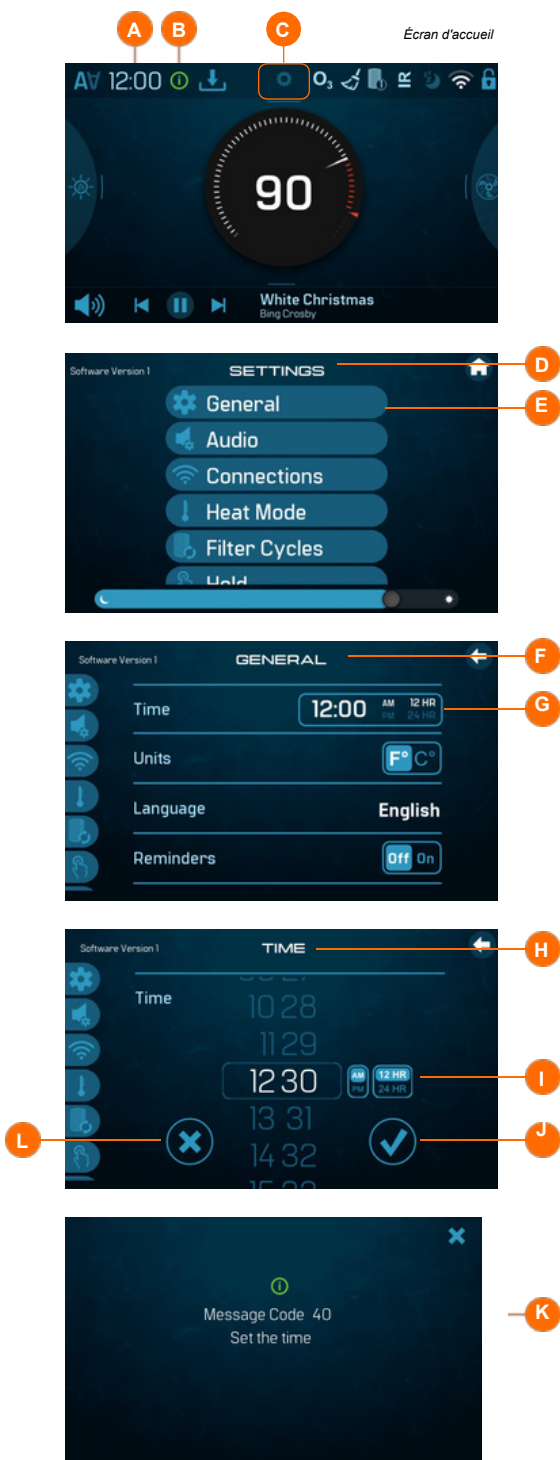 A B C Écran d'accueil
A∀ 12:00 O₃ IR
90
White Christmas
Bing Crosby
Software Version 1 SETTINGS D
General E
Audio
Connections
Heat Mode
Filter Cycles
Hold
Software Version 1 GENERAL F
Time 12:00 AM PM 12 HR 24 HR G
Units F° C°
Language English
Reminders Off On
Software Version 1 TIME H
Time
10 28
11 29
12 30 AM PM 12 HR 24 HR I
13 31
L J
14 32
Message Code 40 K
Set the time